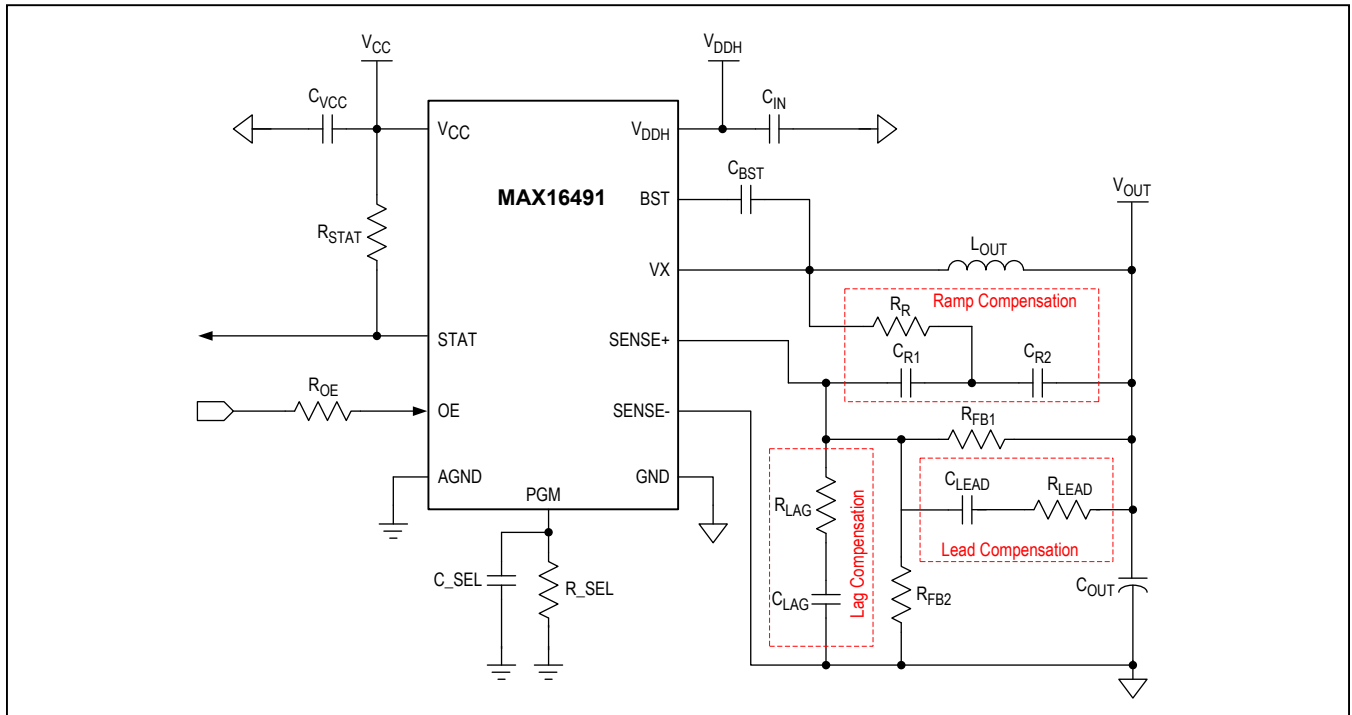 VCC
VDDH
CVCC
CIN
VCC
VDDH
CBST
VOUT
MAX16491
BST
RSTAT
LOUT
VX
Ramp Compensation
RR
STAT
SENSE+
CR1
CR2
ROE
OE
SENSE-
RFB1
AGND
GND
CLEAD
RLEAD
PGM
RLAG
Lag Compensation
Lead Compensation
C_SEL
R_SEL
CLAG
RFB2
COUT